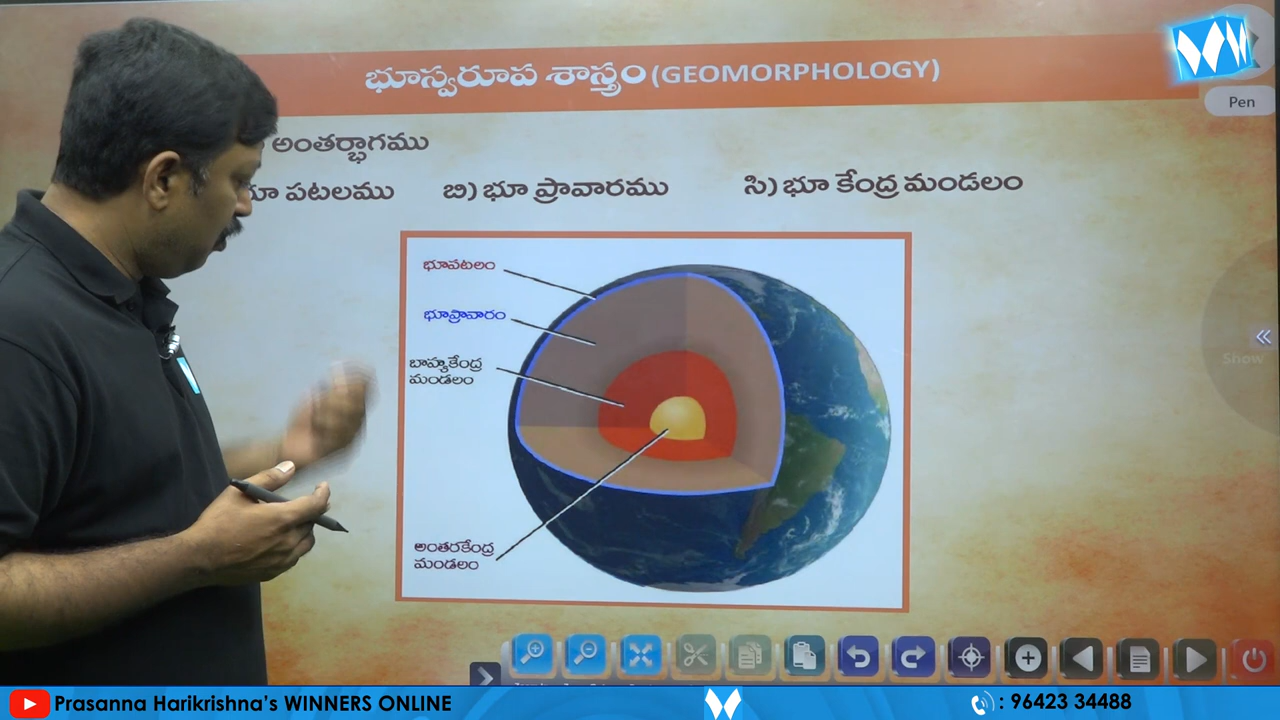 భూస్వరూప శాస్త్రం (GEOMORPHOLOGY)
Pen
అంతర్భాగము
పటలము బి) భూ ప్రావారము సి) భూ కేంద్ర మండలం
భూపటలం
భూప్రావారం
బాహ్యకేంద్ర
మండలం
Show
అంతరకేంద్ర
మండలం
Prasanna Harikrishna's WINNERS ONLINE
: 96423 34488